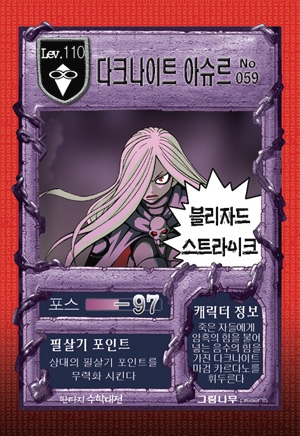 Lev.110
다크나이트 아슈르
No
059
블리자드
스트라이크
포스
97
필살기 포인트
상대의 필살기 포인트를
무력화 시킨다
캐릭터 정보
죽은 자들에게
암흑의 힘을 불어
넣는 음수의 힘을
가진 다크나이트
마검 카르다노를
휘두른다
판타지 수학대전
그림나무